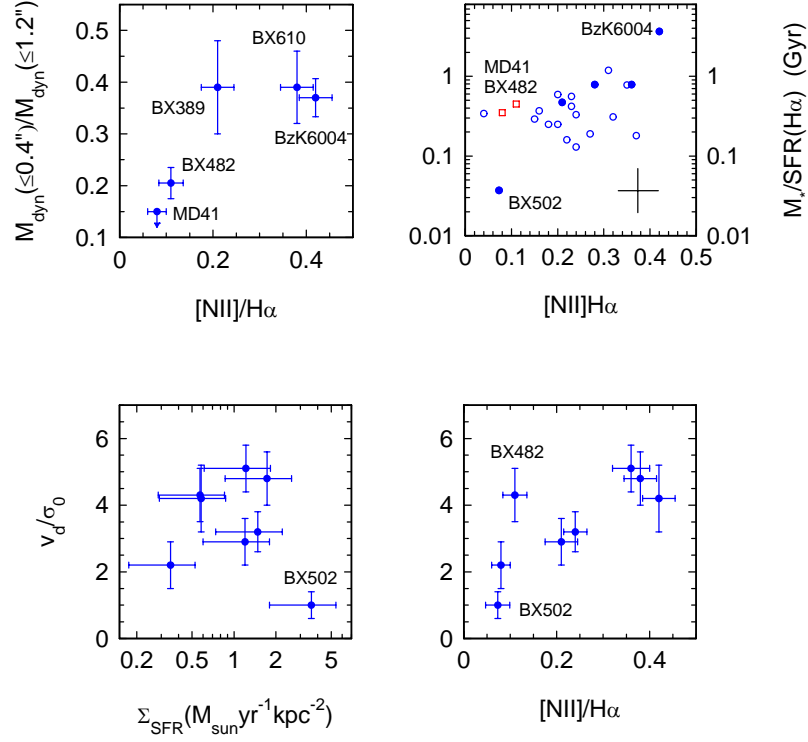 M_dyn(≤0.4")/M_dyn(≤1.2")
0.5
0.4
0.3
0.2
0.1
BX610
BX389
BzK6004
BX482
MD41
0 0.2 0.4
[NII]/Hα
1
0.1
0.01
BzK6004
MD41
BX482
BX502
1
0.1
0.01
M_*/SFR(Hα) (Gyr)
0 0.1 0.2 0.3 0.4 0.5
[NII]Hα
v_d/σ_0
6
4
2
0
BX502
0.2 0.5 1 2 5
Σ_SFR(M_sun yr^-1 kpc^-2)
6
4
2
0
BX482
BX502
0 0.2 0.4
[NII]/Hα